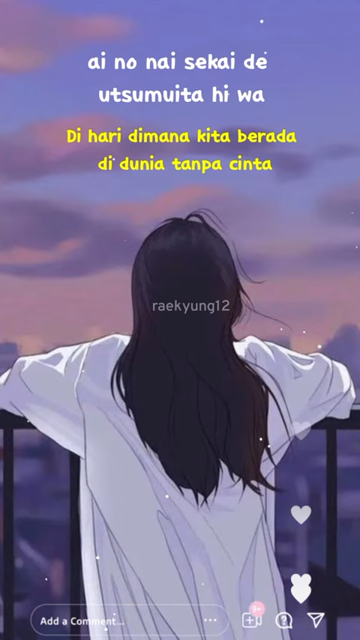 ai no nai sekai de
utsumuita hi wa
Di hari dimana kita berada
di dunia tanpa cinta
raekyung12
9+
Add a Comment...